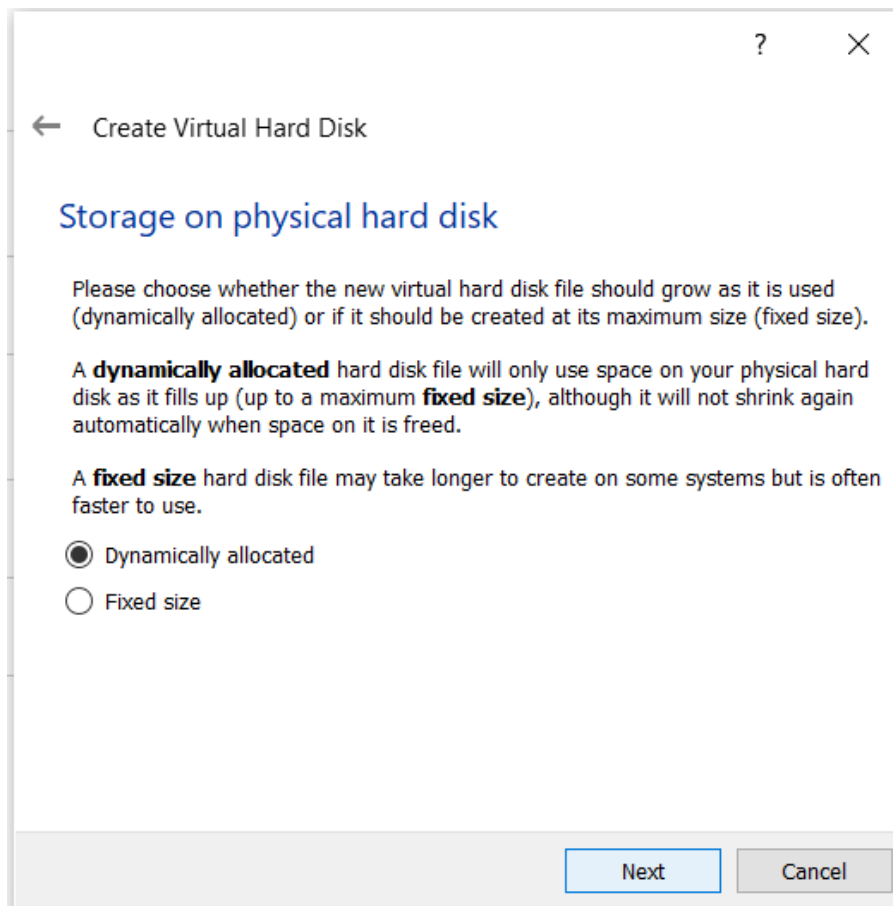 ?
Create Virtual Hard Disk
Storage on physical hard disk
Please choose whether the new virtual hard disk file should grow as it is used
(dynamically allocated) or if it should be created at its maximum size (fixed size).
A dynamically allocated hard disk file will only use space on your physical hard
disk as it fills up (up to a maximum fixed size), although it will not shrink again
automatically when space on it is freed.
A fixed size hard disk file may take longer to create on some systems but is often
faster to use.
Dynamically allocated
Fixed size
Next Cancel